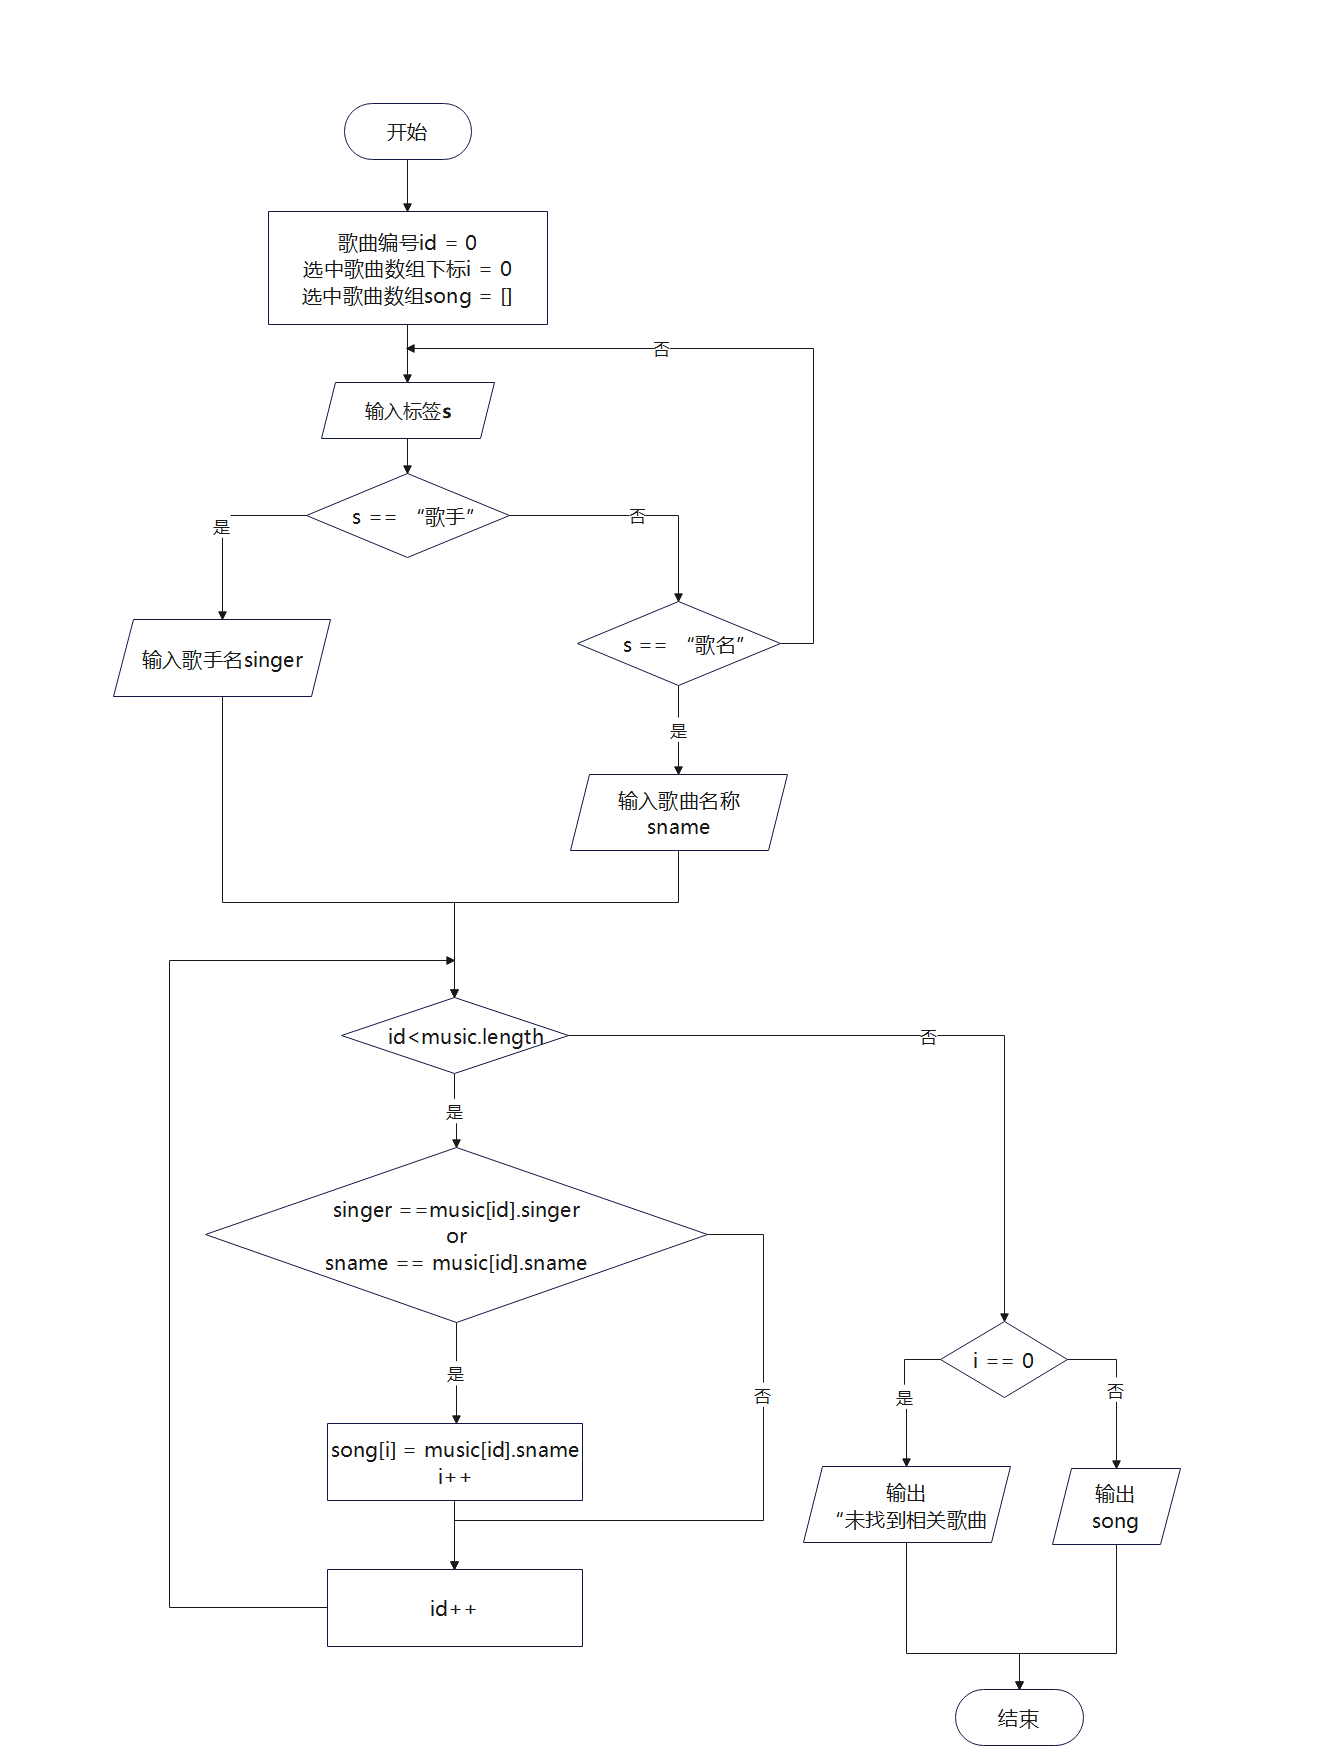 开始
歌曲编号id = 0
选中歌曲数组下标i = 0
选中歌曲数组song = []
否
输入标签s
s == “歌手”
是
否
输入歌手名singer
s == “歌名”
是
输入歌曲名称
sname
id<music.length
否
是
singer ==music[id].singer
or
sname == music[id].sname
是
否
song[i] = music[id].sname
i++
id++
i == 0
是
否
输出
“未找到相关歌曲
输出
song
结束